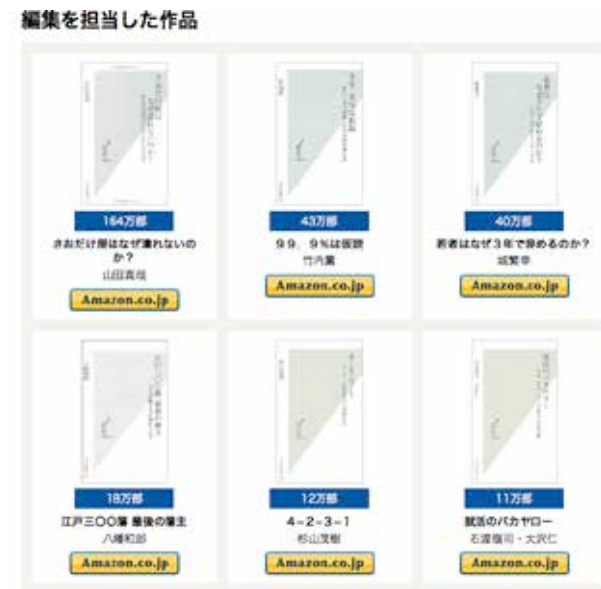 編集を担当した作品
164万部
さおだけ屋はなぜ潰れないの
か？
山田真哉
Amazon.co.jp
43万部
９９．９％は仮説
竹内薫
Amazon.co.jp
40万部
若者はなぜ３年で辞めるのか？
城繁幸
Amazon.co.jp
18万部
江戸三〇〇藩 最後の藩主
八幡和郎
Amazon.co.jp
12万部
４−２−３−１
杉山茂樹
Amazon.co.jp
11万部
就活のバカヤロー
石渡嶺司・大沢仁
Amazon.co.jp